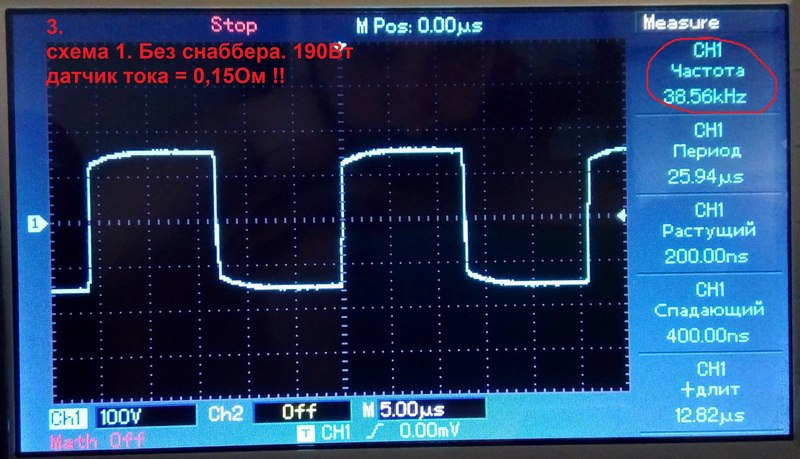 3.
схема 1. Без снаббера. 190Вт
датчик тока = 0,15Ом !!
Stop
M Pos: 0.00µs
Measure
CH1
Частота
38.56kHz
CH1
Период
25.94µs
CH1
Растущий
200.00ns
CH1
Спадающий
400.00ns
CH1
+длит
12.82µs
1
Ch1 100V Ch2 Off M 5.00µs
Math Off T CH1 0.00mV